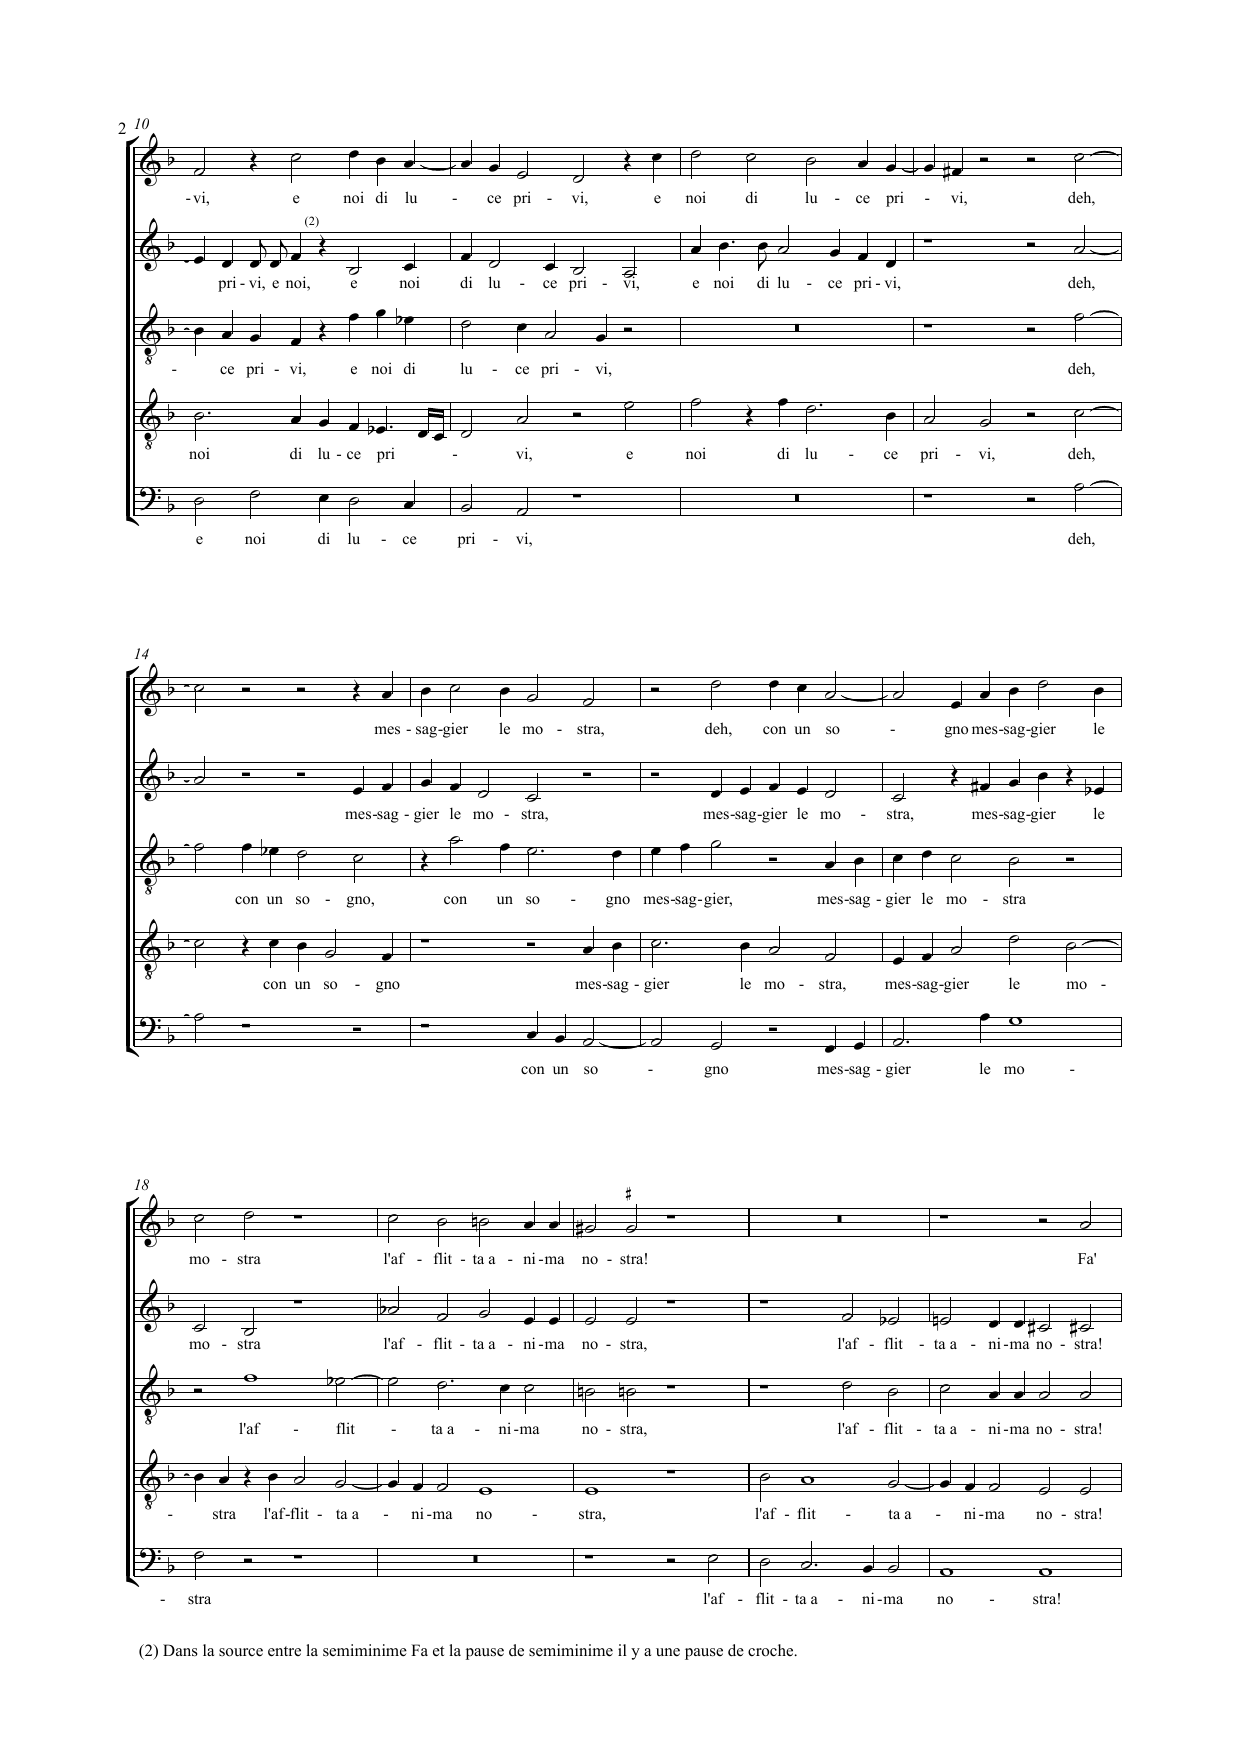 2 10
-vi, e noi di lu - ce pri - vi, e noi di lu - ce pri - vi, deh,
(2)
pri - vi, e noi, e noi di lu - ce pri - vi, e noi di lu - ce pri - vi, deh,
- ce pri - vi, e noi di lu - ce pri - vi, deh,
noi di lu - ce pri - vi, e noi di lu - ce pri - vi, deh,
e noi di lu - ce pri - vi, deh,
14
mes - sag - gier le mo - stra, deh, con un so - gno mes - sag - gier le
mes - sag - gier le mo - stra, mes - sag - gier le mo - stra, mes - sag - gier le
con un so - gno, con un so - gno mes - sag - gier, mes - sag - gier le mo - stra
con un so - gno mes - sag - gier le mo - stra, mes - sag - gier le mo -
con un so - gno mes - sag - gier le mo -
18
mo - stra l'af - flit - ta a - ni - ma no - stra! Fa'
mo - stra l'af - flit - ta a - ni - ma no - stra, l'af - flit - ta a - ni - ma no - stra!
l'af - flit - ta a - ni - ma no - stra, l'af - flit - ta a - ni - ma no - stra!
- stra l'af - flit - ta a - ni - ma no - stra, l'af - flit - ta a - ni - ma no - stra!
- stra l'af - flit - ta a - ni - ma no - stra!
(2) Dans la source entre la semiminime Fa et la pause de semiminime il y a une pause de croche.